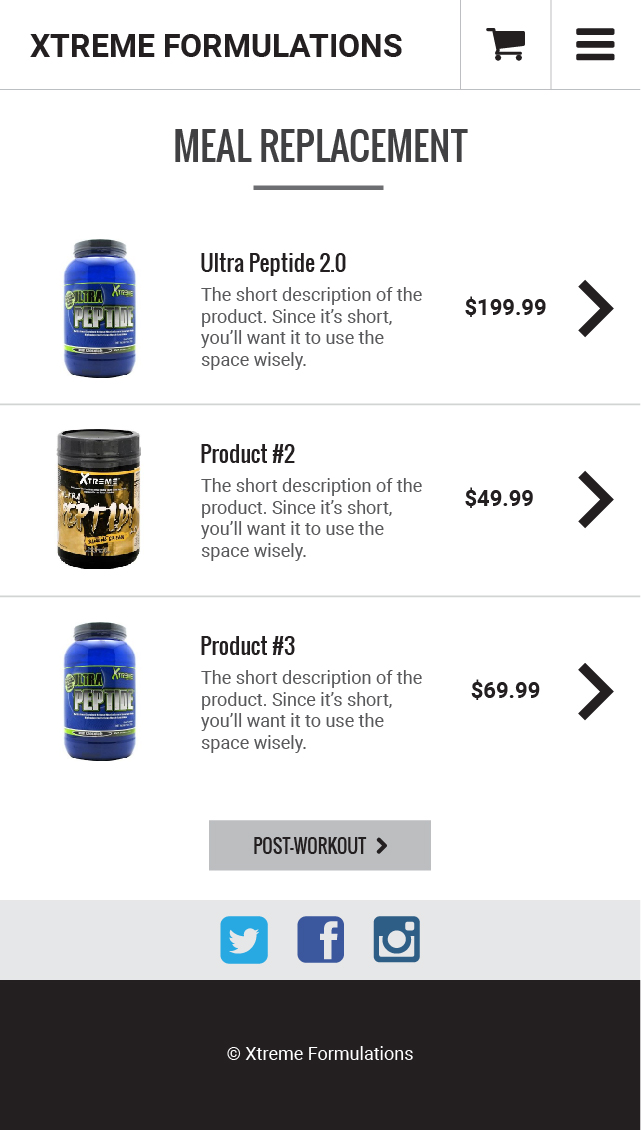 XTREME FORMULATIONS
MEAL REPLACEMENT
XTREME
ULTRA
PEPTIDE
Ultra Peptide 2.0
The short description of the
product. Since it’s short,
you’ll want it to use the
space wisely.
$199.99
XTREME
PEPTIDE
Product #2
The short description of the
product. Since it’s short,
you’ll want it to use the
space wisely.
$49.99
XTREME
ULTRA
PEPTIDE
Product #3
The short description of the
product. Since it’s short,
you’ll want it to use the
space wisely.
$69.99
POST-WORKOUT
© Xtreme Formulations